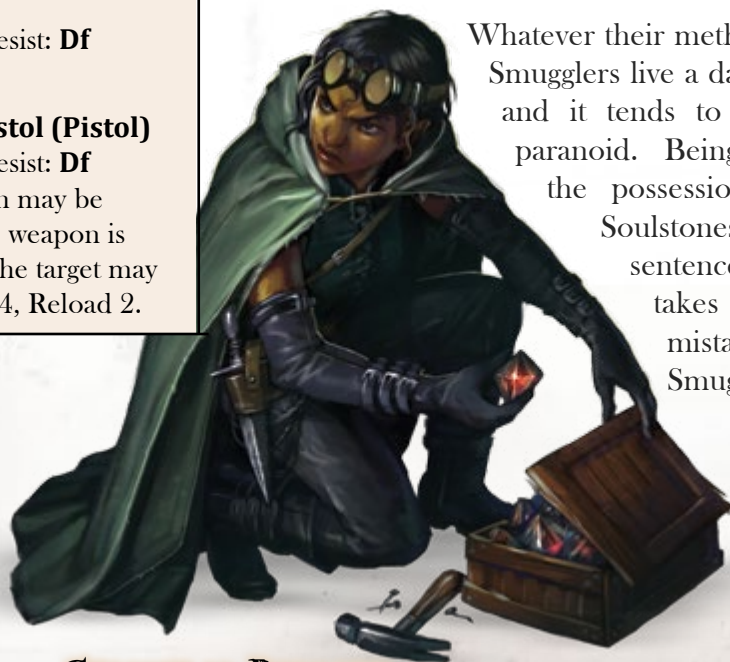 esist: Df
stol (Pistol)
esist: Df
n may be
weapon is
he target may
4, Reload 2.
Whatever their meth
Smugglers live a da
and it tends to
paranoid. Being
the possessio
Soulstones
sentence
takes
mista
Smug